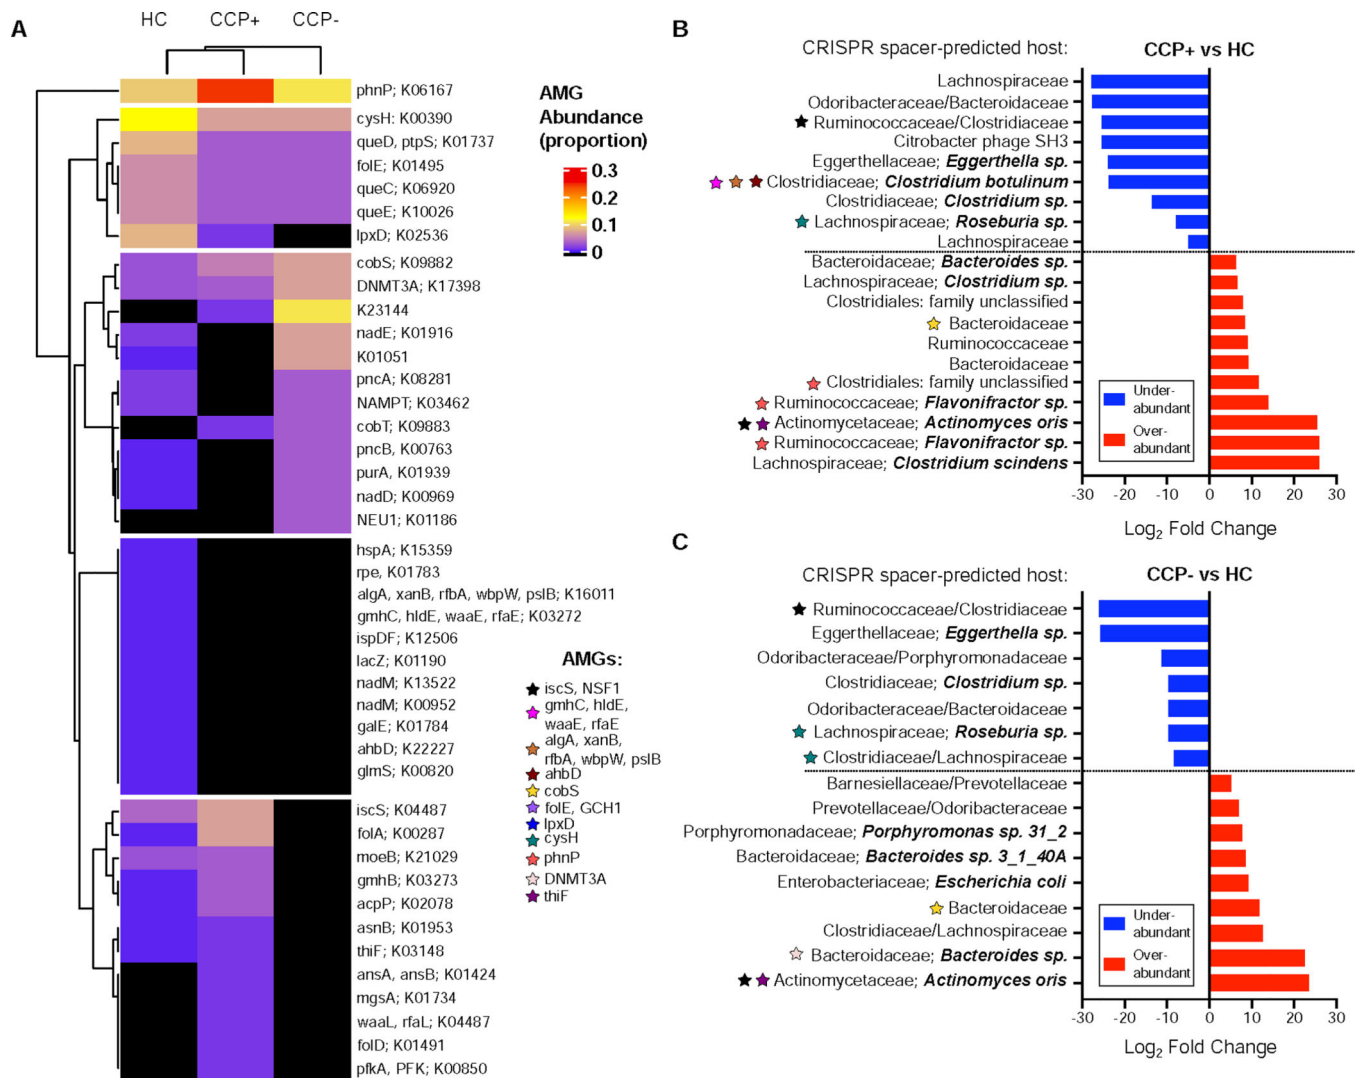 A
HC CCP+ CCP-
phnP; K06167
cysH: K00390
queD, ptpS; K01737
folE; K01495
queC; K06920
queE; K10026
lpxD; K02536
cobS; K09882
DNMT3A; K17398
K23144
nadE; K01916
K01051
pncA; K08281
NAMPT; K03462
cobT; K09883
pncB, K00763
purA, K01939
nadD; K00969
NEU1; K01186
hspA; K15359
rpe, K01783
algA, xanB, rfbA, wbpW, pslB; K16011
gmhC, hldE, waaE, rfaE; K03272
ispDF; K12506
lacZ; K01190
nadM; K13522
nadM; K00952
galE; K01784
ahbD; K22227
glmS; K00820
iscS; K04487
folA; K00287
moeB; K21029
gmhB; K03273
acpP; K02078
asnB; K01953
thiF; K03148
ansA, ansB; K01424
mgsA; K01734
waaL, rfaL; K04487
folD; K01491
pfkA, PFK; K00850
AMG
Abundance
(proportion)
0.3
0.2
0.1
0
AMGs:
iscS, NSF1
gmhC, hldE,
waaE, rfaE
algA, xanB,
rfbA, wbpW, pslB
ahbD
cobS
folE, GCH1
lpxD
cysH
phnP
DNMT3A
thiF
B
CRISPR spacer-predicted host: CCP+ vs HC
Lachnospiraceae
Odoribacteraceae/Bacteroidaceae
Ruminococcaceae/Clostridiaceae
Citrobacter phage SH3
Eggerthellaceae; Eggerthella sp.
Clostridiaceae; Clostridium botulinum
Clostridiaceae; Clostridium sp.
Lachnospiraceae; Roseburia sp.
Lachnospiraceae
Bacteroidaceae; Bacteroides sp.
Lachnospiraceae; Clostridium sp.
Clostridiales: family unclassified
Bacteroidaceae
Ruminococcaceae
Bacteroidaceae
Clostridiales: family unclassified
Ruminococcaceae; Flavonifractor sp.
Actinomycetaceae; Actinomyces oris
Ruminococcaceae; Flavonifractor sp.
Lachnospiraceae; Clostridium scindens
Under-
abundant
Over-
abundant
-30 -20 -10 0 10 20 30
Log2 Fold Change
C
CRISPR spacer-predicted host: CCP- vs HC
Ruminococcaceae/Clostridiaceae
Eggerthellaceae; Eggerthella sp.
Odoribacteraceae/Porphyromonadaceae
Clostridiaceae; Clostridium sp.
Odoribacteraceae/Bacteroidaceae
Lachnospiraceae; Roseburia sp.
Clostridiaceae/Lachnospiraceae
Barnesiellaceae/Prevotellaceae
Prevotellaceae/Odoribacteraceae
Porphyromonadaceae; Porphyromonas sp. 31_2
Bacteroidaceae; Bacteroides sp. 3_1_40A
Enterobacteriaceae; Escherichia coli
Bacteroidaceae
Clostridiaceae/Lachnospiraceae
Bacteroidaceae; Bacteroides sp.
Actinomycetaceae; Actinomyces oris
Under-
abundant
Over-
abundant
-30 -20 -10 0 10 20 30
Log2 Fold Change